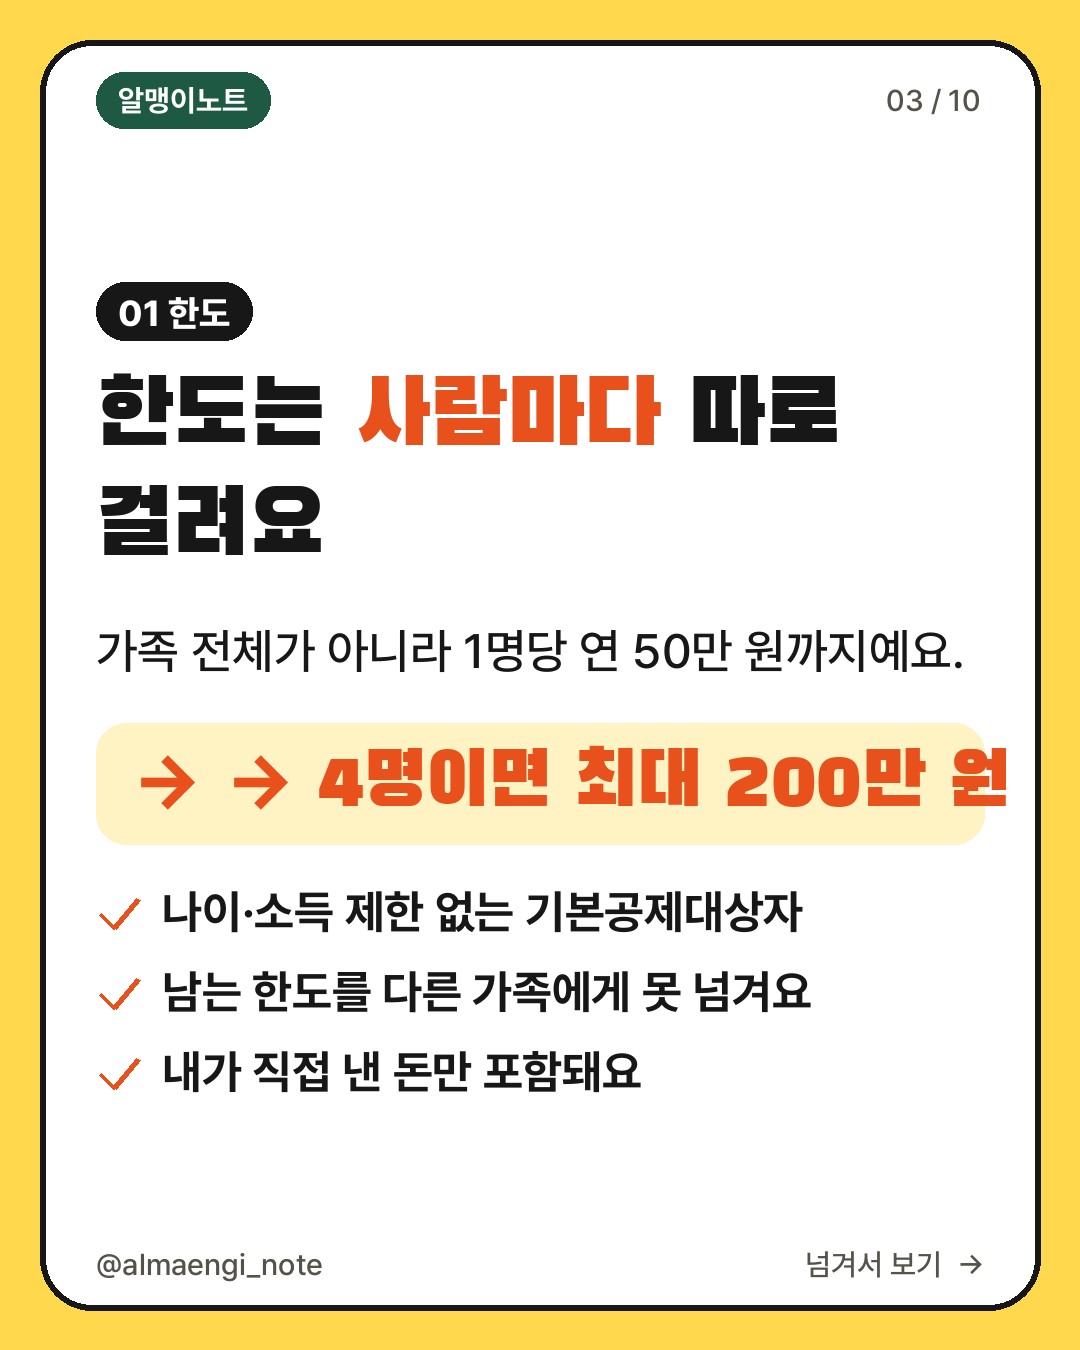 알맹이노트
03 / 10
01 한도
한도는 사람마다 따로
걸려요
가족 전체가 아니라 1명당 연 50만 원까지예요.
→ → 4명이면 최대 200만 원
나이·소득 제한 없는 기본공제대상자
남는 한도를 다른 가족에게 못 넘겨요
내가 직접 낸 돈만 포함돼요
@almaengi_note
넘겨서 보기 →